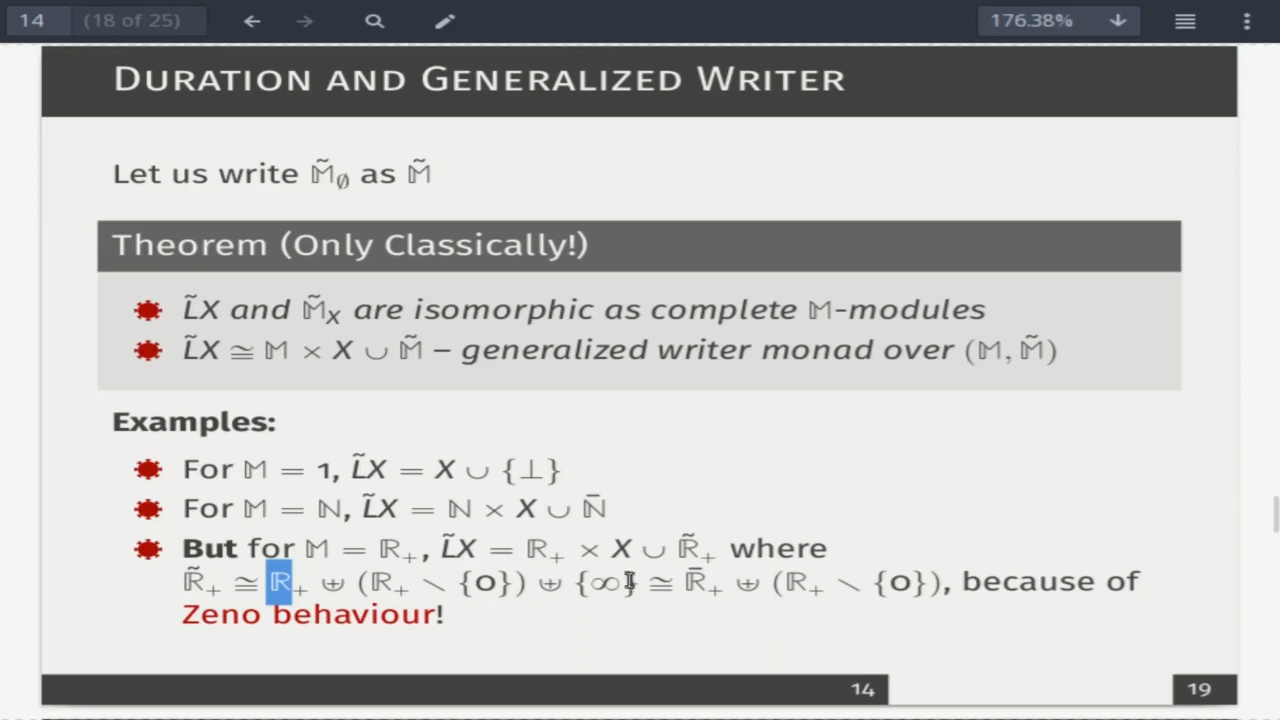 14 (18 of 25) 176.38%
DURATION AND GENERALIZED WRITER
Let us write M̃_∅ as M̃
Theorem (Only Classically!)
L̃X and M̃_X are isomorphic as complete 𝕄-modules
L̃X ≅ 𝕄 × X ∪ M̃ – generalized writer monad over (𝕄, M̃)
Examples:
For 𝕄 = 1, L̃X = X ∪ {⊥}
For 𝕄 = ℕ, L̃X = ℕ × X ∪ ℕ̄
But for 𝕄 = ℝ₊, L̃X = ℝ₊ × X ∪ ℝ̃₊ where
ℝ̃₊ ≅ ℝ₊ ⊎ (ℝ₊ ∖ {0}) ⊎ {∞} ≅ ℝ̄₊ ⊎ (ℝ₊ ∖ {0}), because of
Zeno behaviour!
14 19